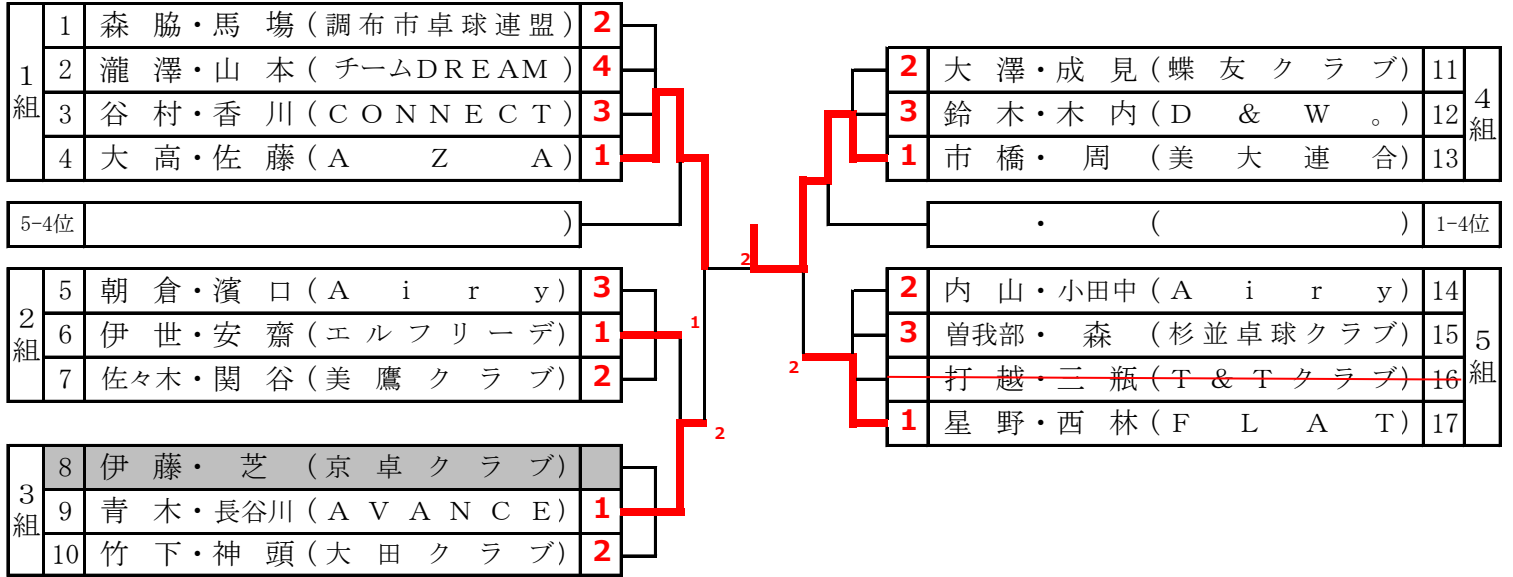 1組
1 森脇・馬場(調布市卓球連盟) 2
2 瀧澤・山本(チームDREAM) 4
3 谷村・香川(CONNECT) 3
4 大高・佐藤(AZA) 1
5-4位 )
2組
5 朝倉・濱口(Airy) 3
6 伊世・安齋(エルフリーデ) 1
7 佐々木・関谷(美鷹クラブ) 2
3組
8 伊藤・芝(京卓クラブ)
9 青木・長谷川(AVANCE) 1
10 竹下・神頭(大田クラブ) 2
1
2
2
2
4組
2 大澤・成見(蝶友クラブ) 11
3 鈴木・木内(D&W。) 12
1 市橋・周(美大連合) 13
・( ) 1-4位
5組
2 内山・小田中(Airy) 14
3 曽我部・森(杉並卓球クラブ) 15
打越・三瓶(T&Tクラブ) 16
1 星野・西林(FLAT) 17